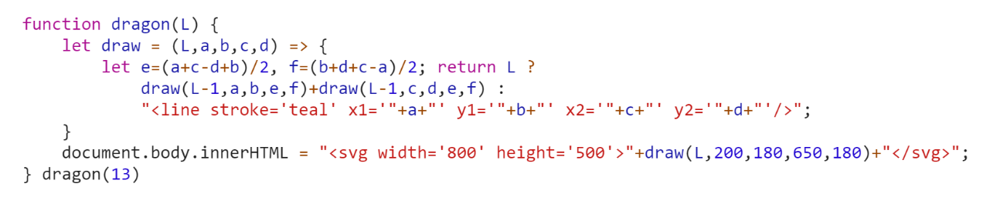 function dragon(L) {
    let draw = (L,a,b,c,d) => {
        let e=(a+c-d+b)/2, f=(b+d+c-a)/2; return L ?
            draw(L-1,a,b,e,f)+draw(L-1,c,d,e,f) :
            "<line stroke='teal' x1='"+a+"' y1='"+b+"' x2='"+c+"' y2='"+d+"'/>";
    }
    document.body.innerHTML = "<svg width='800' height='500'>"+draw(L,200,180,650,180)+"</svg>";
} dragon(13)